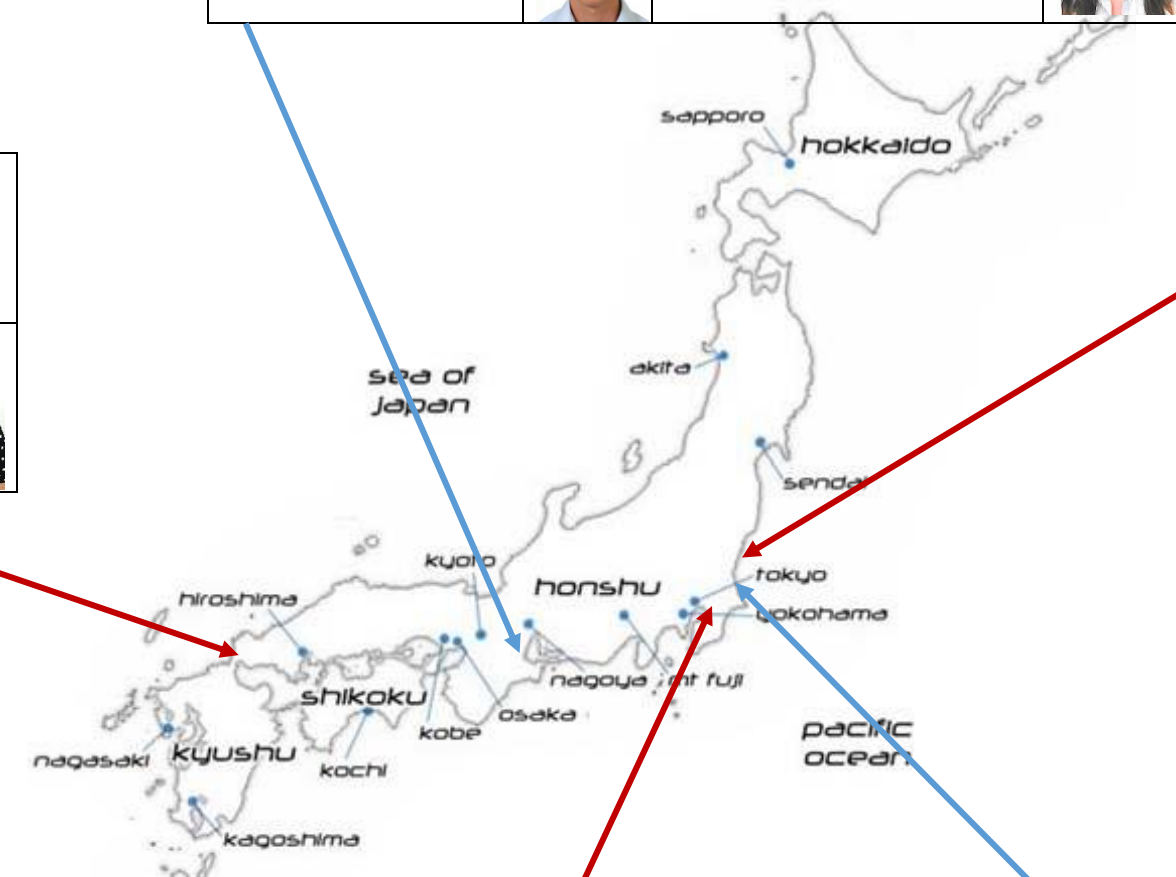 sapporo
hokkaido
akita
sea of
japan
sendai
kyoto
honshu
tokyo
hiroshima
yokohama
nagoya
mt fuji
shikoku
osaka
kobe
pacific
ocean
nagasaki
kyushu
kochi
kagoshima